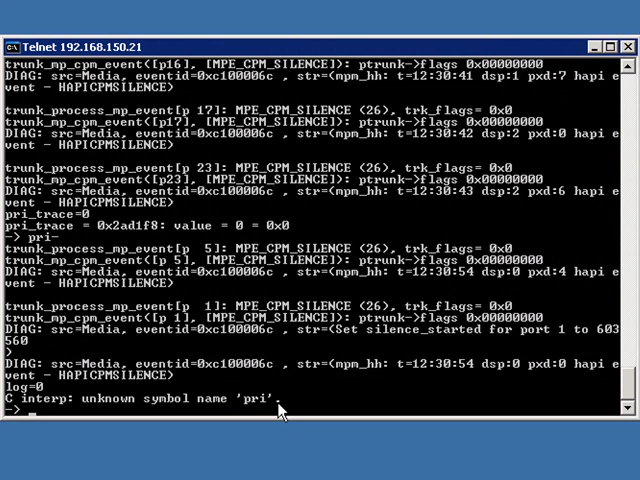 Telnet 192.168.150.21
trunk_mp_cpm_event([p16], [MPE_CPM_SILENCE]): ptrunk->flags 0x00000000
DIAG: src=Media, eventid=0xc100006c , str=(mpm_hh: t=12:30:41 dsp:1 pxd:7 hapi e
vent - HAPICPMSILENCE)
trunk_process_mp_event[p 17]: MPE_CPM_SILENCE (26), trk_flags= 0x0
trunk_mp_cpm_event([p17], [MPE_CPM_SILENCE]): ptrunk->flags 0x00000000
DIAG: src=Media, eventid=0xc100006c , str=(mpm_hh: t=12:30:42 dsp:2 pxd:0 hapi e
vent - HAPICPMSILENCE)
trunk_process_mp_event[p 23]: MPE_CPM_SILENCE (26), trk_flags= 0x0
trunk_mp_cpm_event([p23], [MPE_CPM_SILENCE]): ptrunk->flags 0x00000000
DIAG: src=Media, eventid=0xc100006c , str=(mpm_hh: t=12:30:43 dsp:2 pxd:6 hapi e
vent - HAPICPMSILENCE)
pri_trace=0
pri_trace = 0x2ad1f8: value = 0 = 0x0
-> pri-
trunk_process_mp_event[p  5]: MPE_CPM_SILENCE (26), trk_flags= 0x0
trunk_mp_cpm_event([p 5], [MPE_CPM_SILENCE]): ptrunk->flags 0x00000000
DIAG: src=Media, eventid=0xc100006c , str=(mpm_hh: t=12:30:54 dsp:0 pxd:4 hapi e
vent - HAPICPMSILENCE)
trunk_process_mp_event[p  1]: MPE_CPM_SILENCE (26), trk_flags= 0x0
trunk_mp_cpm_event([p 1], [MPE_CPM_SILENCE]): ptrunk->flags 0x00000000
DIAG: src=Media, eventid=0xc100006c , str=(Set silence_started for port 1 to 603
560
)
DIAG: src=Media, eventid=0xc100006c , str=(mpm_hh: t=12:30:54 dsp:0 pxd:0 hapi e
vent - HAPICPMSILENCE)
log=0
C interp: unknown symbol name 'pri'.
-> _